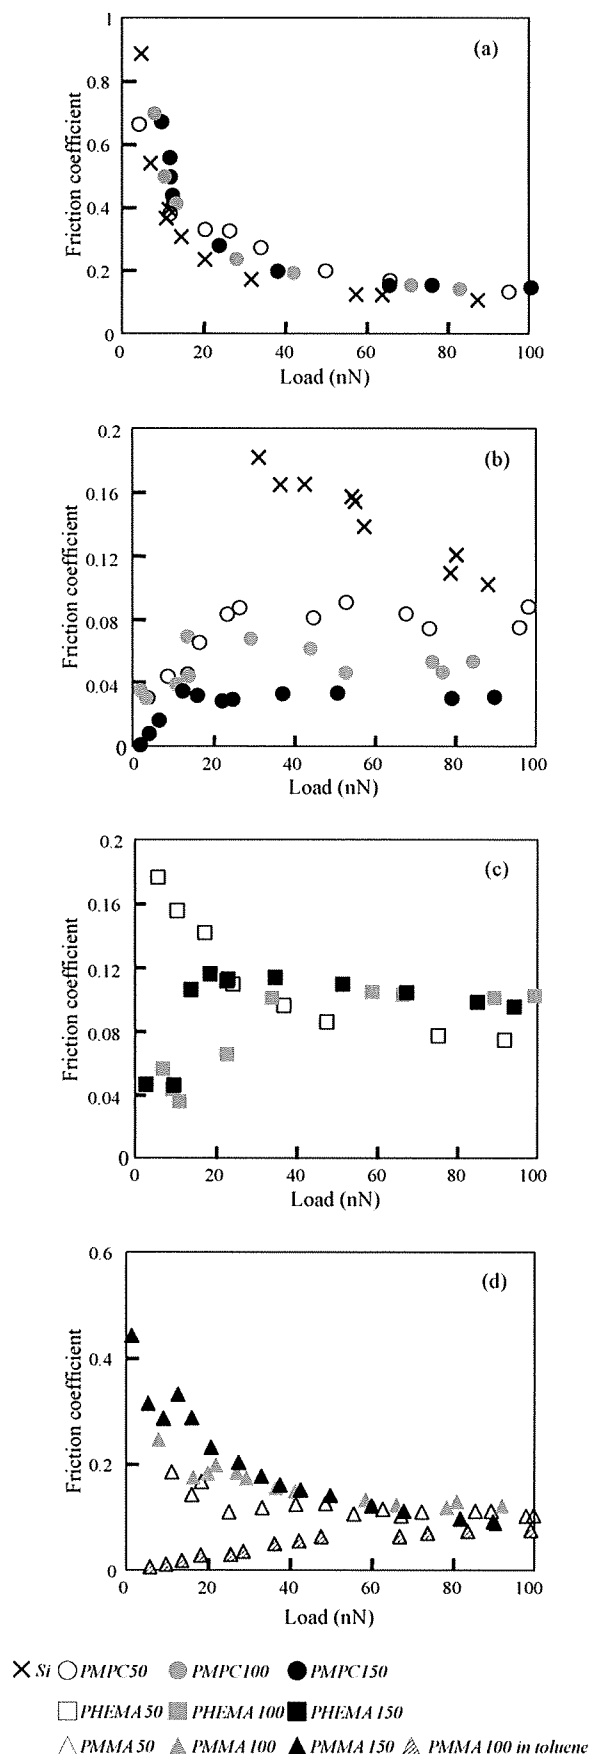 1
(a)
0.8
0.6
0.4
0.2
0
Friction coefficient
0 20 40 60 80 100
Load (nN)
0.2
(b)
0.16
0.12
0.08
0.04
0
Friction coefficient
0 20 40 60 80 100
Load (nN)
0.2
(c)
0.16
0.12
0.08
0.04
0
Friction coefficient
0 20 40 60 80 100
Load (nN)
0.6
(d)
0.4
0.2
0
Friction coefficient
0 20 40 60 80 100
Load (nN)
Si PMPC50 PMPC100 PMPC150
PHEMA 50 PHEMA 100 PHEMA 150
PMMA 50 PMMA 100 PMMA 150 PMMA 100 in toluene